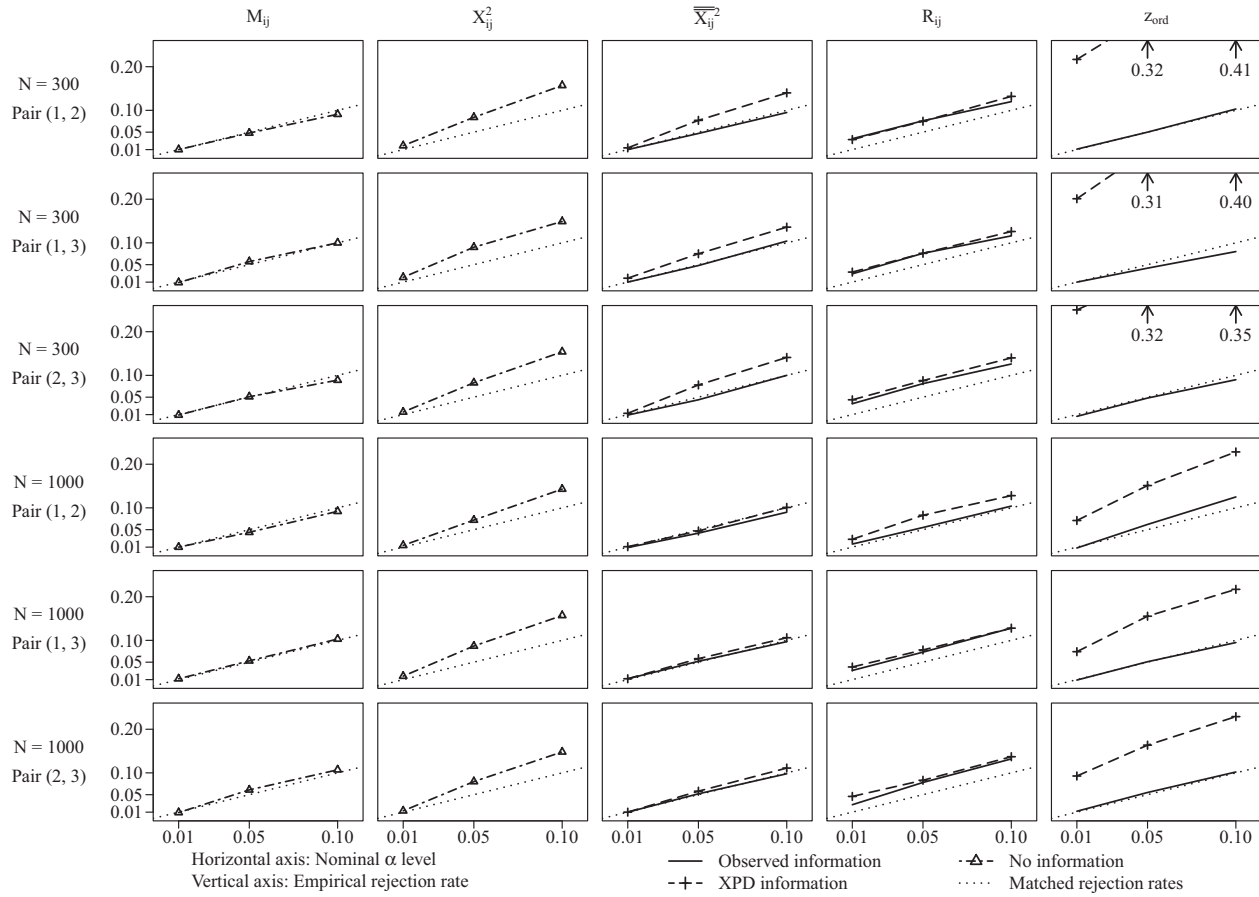 M_ij X²_ij X̿_ij² R_ij z_ord
N = 300
Pair (1, 2)
0.20
0.10
0.05
0.01
0.32 0.41
N = 300
Pair (1, 3)
0.20
0.10
0.05
0.01
0.31 0.40
N = 300
Pair (2, 3)
0.20
0.10
0.05
0.01
0.32 0.35
N = 1000
Pair (1, 2)
0.20
0.10
0.05
0.01
N = 1000
Pair (1, 3)
0.20
0.10
0.05
0.01
N = 1000
Pair (2, 3)
0.20
0.10
0.05
0.01
0.01 0.05 0.10 0.01 0.05 0.10 0.01 0.05 0.10 0.01 0.05 0.10 0.01 0.05 0.10
Horizontal axis: Nominal α level
Vertical axis: Empirical rejection rate
Observed information No information
XPD information Matched rejection rates